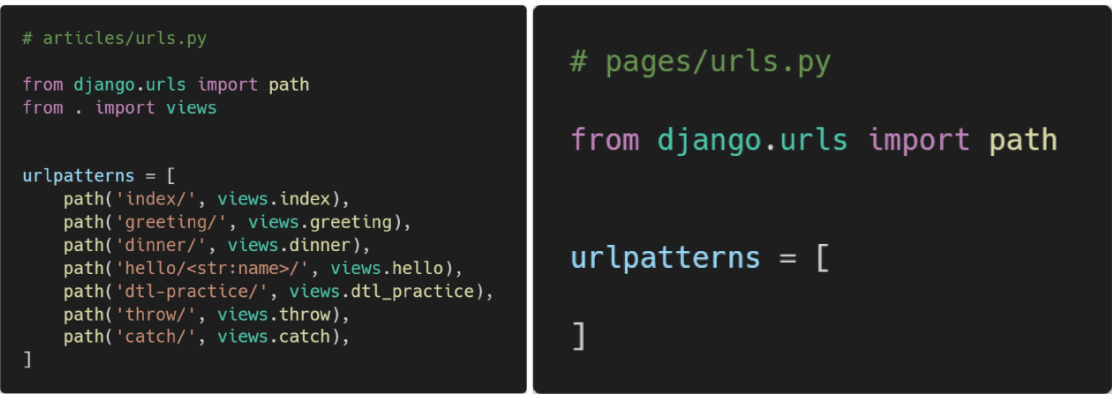 # articles/urls.py
from django.urls import path
from . import views
urlpatterns = [
    path('index/', views.index),
    path('greeting/', views.greeting),
    path('dinner/', views.dinner),
    path('hello/<str:name>/', views.hello),
    path('dtl-practice/', views.dtl_practice),
    path('throw/', views.throw),
    path('catch/', views.catch),
]
# pages/urls.py
from django.urls import path
urlpatterns = [
]